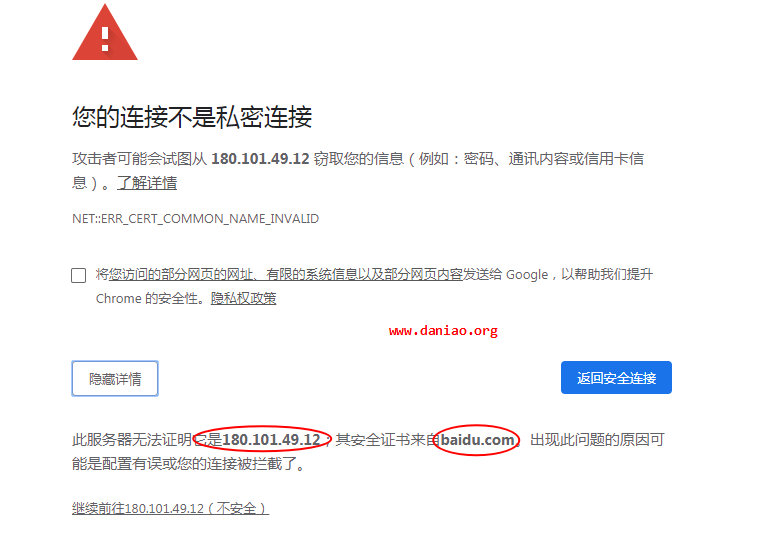 您的连接不是私密连接
攻击者可能会试图从 180.101.49.12 窃取您的信息（例如：密码、通讯内容或信用卡信
息）。了解详情
NET::ERR_CERT_COMMON_NAME_INVALID
将您访问的部分网页的网址、有限的系统信息以及部分网页内容发送给 Google，以帮助我们提升
Chrome 的安全性。隐私权政策
www.daniao.org
隐藏详情
返回安全连接
此服务器无法证明它是180.101.49.12；其安全证书来自baidu.com。出现此问题的原因可
能是配置有误或您的连接被拦截了。
继续前往180.101.49.12（不安全）